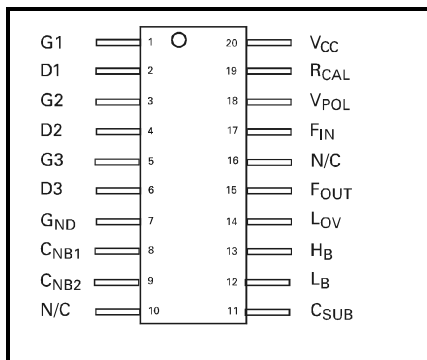 G1 1 20 VCC
D1 2 19 RCAL
G2 3 18 VPOL
D2 4 17 FIN
G3 5 16 N/C
D3 6 15 FOUT
GND 7 14 LOV
CNB1 8 13 HB
CNB2 9 12 LB
N/C 10 11 CSUB